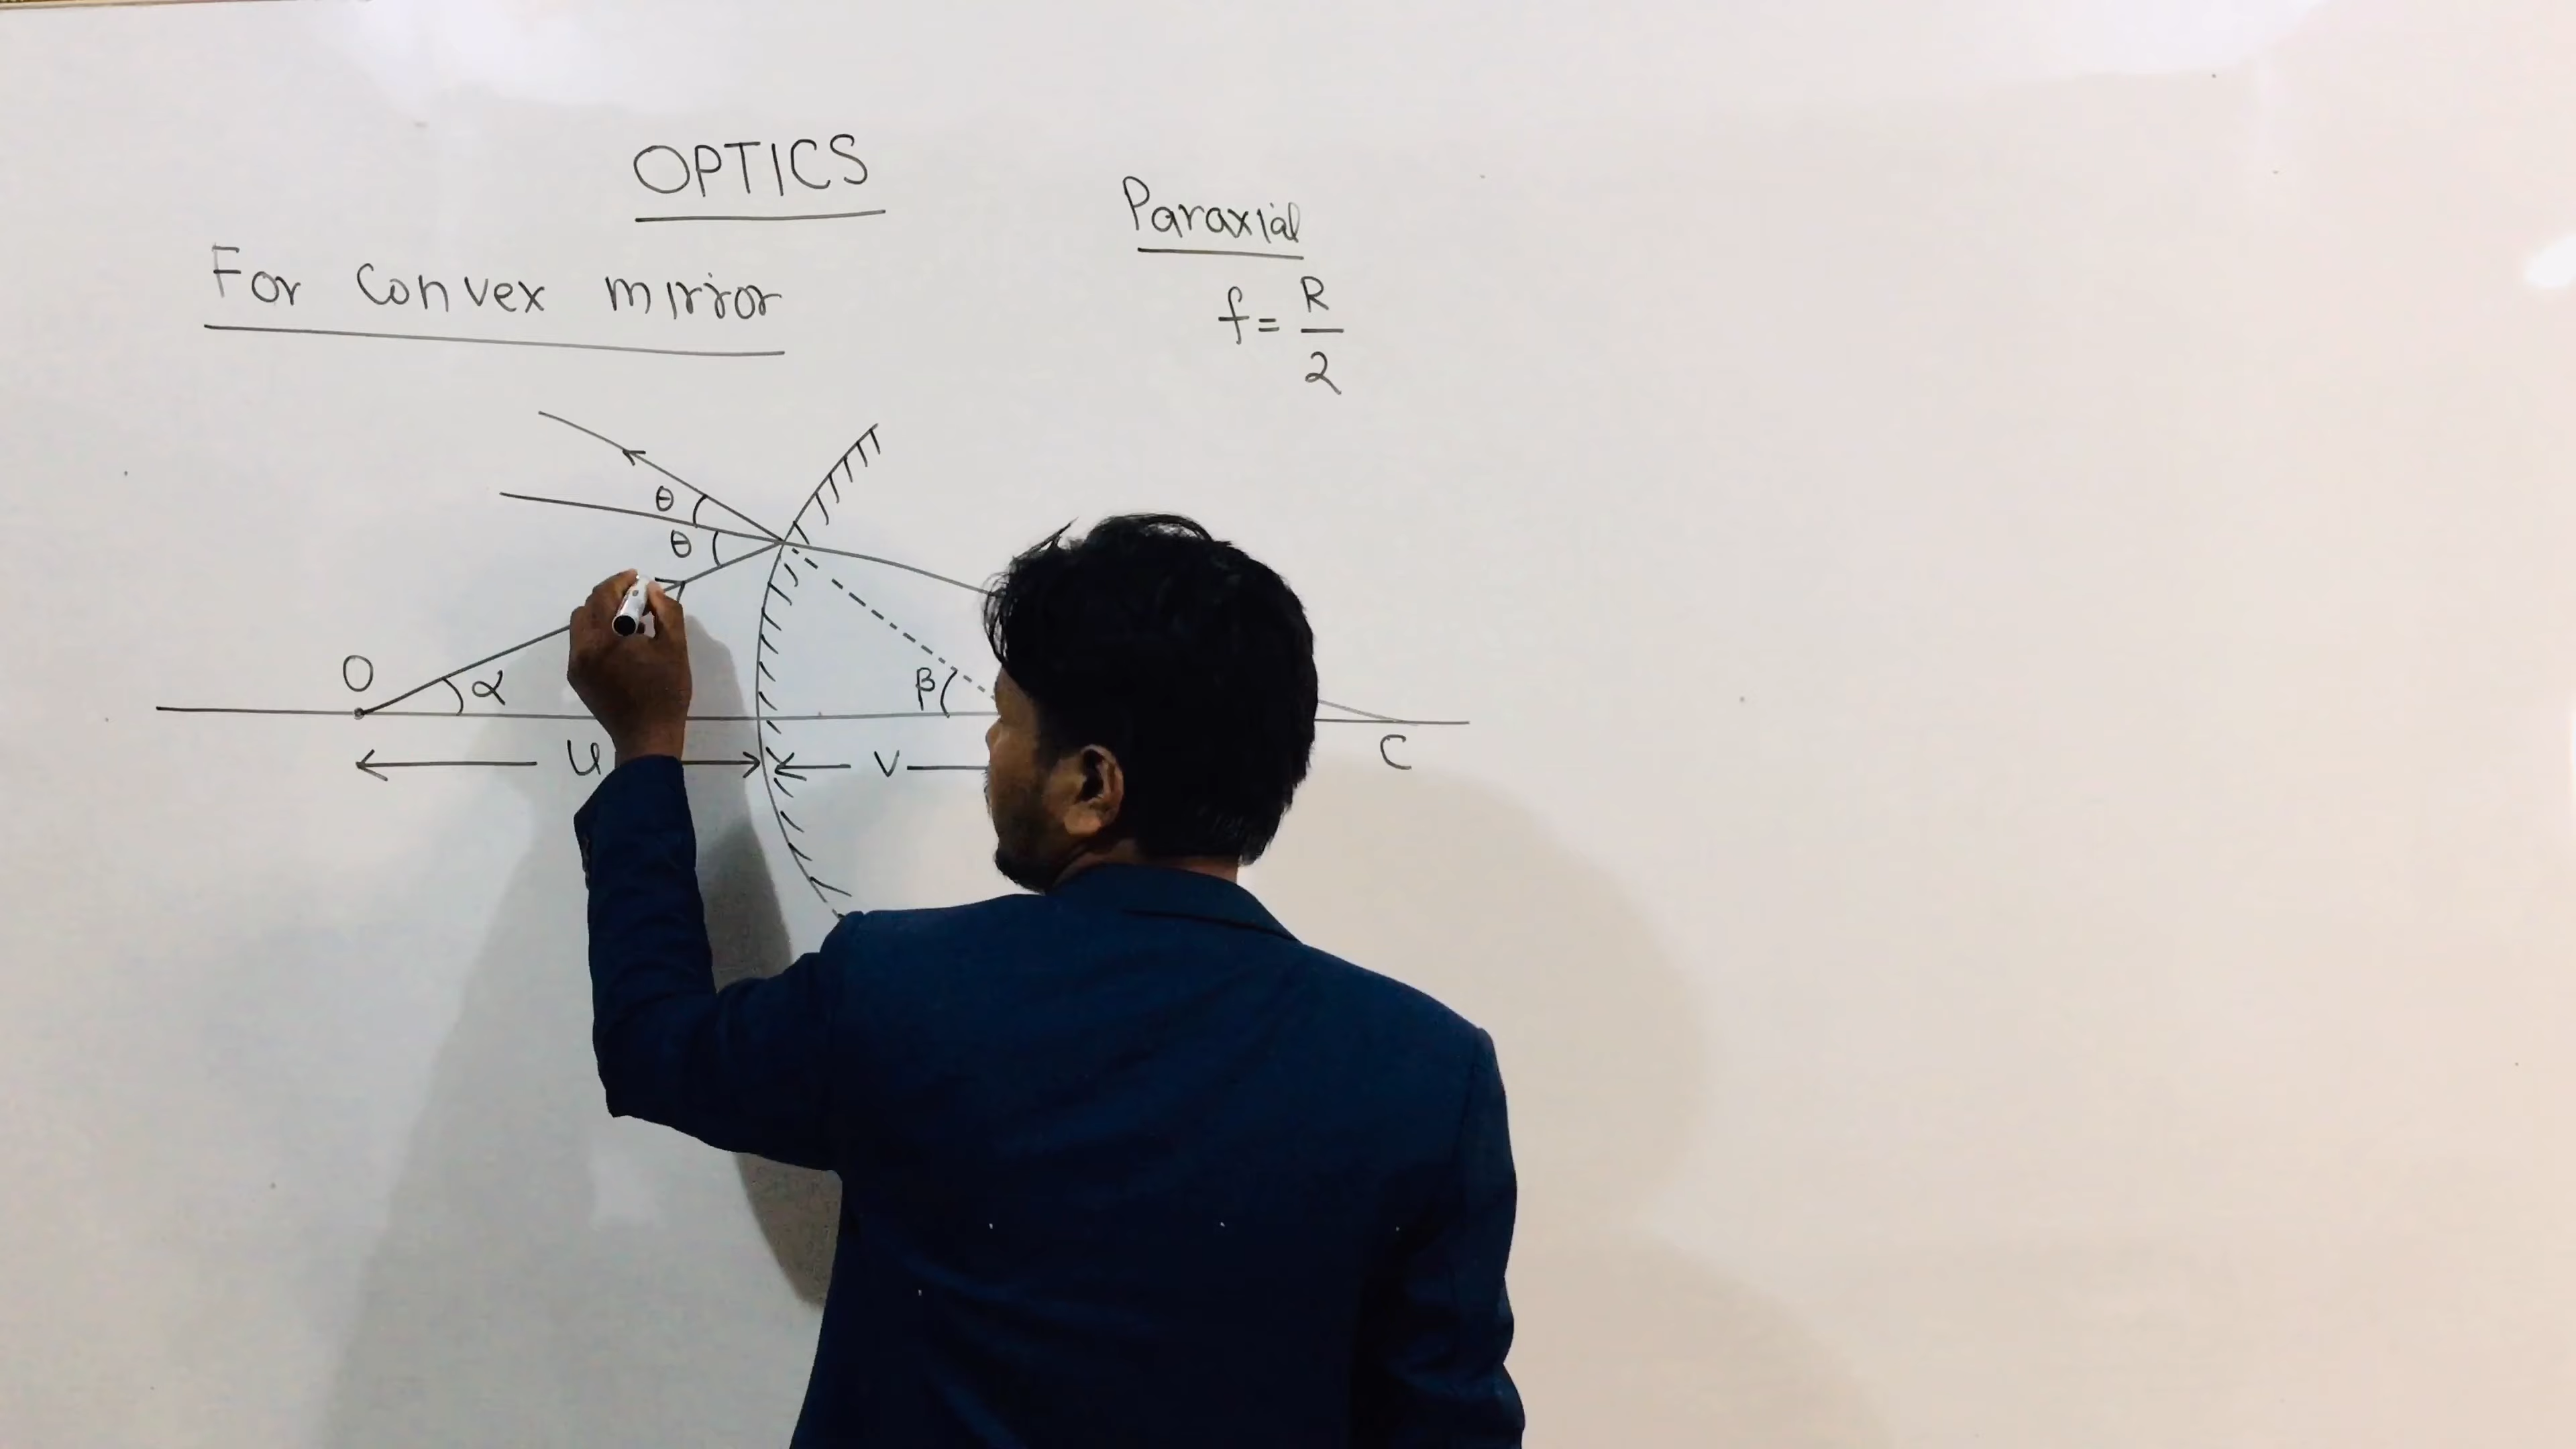 OPTICS
Paraxial
For Convex mirror
f = R/2
θ
θ
O
α
β
u
v
C